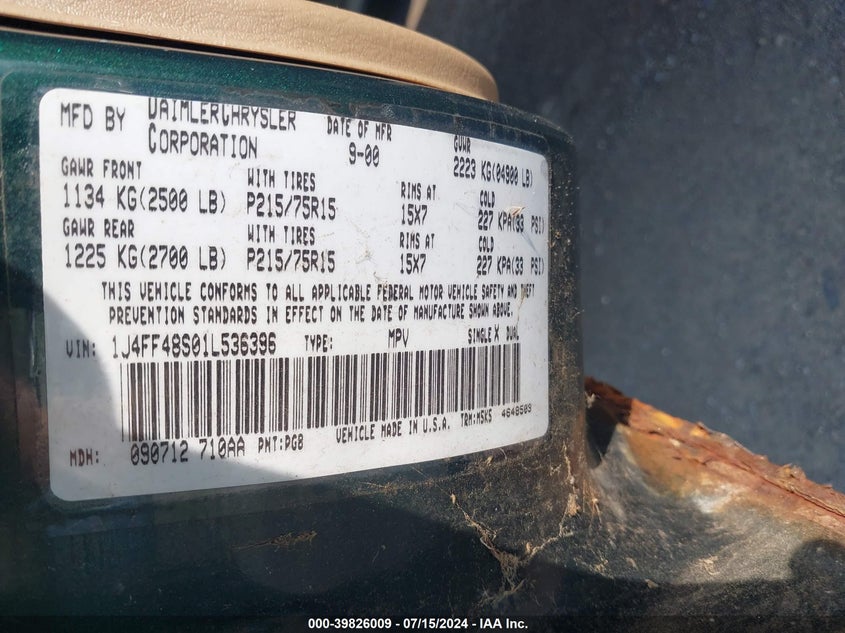 MFD BY DAIMLERCHRYSLER CORPORATION DATE OF MFR 9-00 GVWR 2223 KG(04900 LB)
GAWR FRONT WITH TIRES RIMS AT COLD
1134 KG(2500 LB) P215/75R15 15X7 227 KPA(33 PSI)
GAWR REAR WITH TIRES RIMS AT COLD
1225 KG(2700 LB) P215/75R15 15X7 227 KPA(33 PSI)
THIS VEHICLE CONFORMS TO ALL APPLICABLE FEDERAL MOTOR VEHICLE SAFETY AND THEFT
PREVENTION STANDARDS IN EFFECT ON THE DATE OF MANUFACTURE SHOWN ABOVE.
VIN: 1J4FF48S01L536396 TYPE: MPV SINGLE X DUAL
MDH: 090712 710AA PNT:PG8 VEHICLE MADE IN U.S.A. TRM:MSK5 4648503
000-39826009 / 07/15/2024 - IAA Inc.